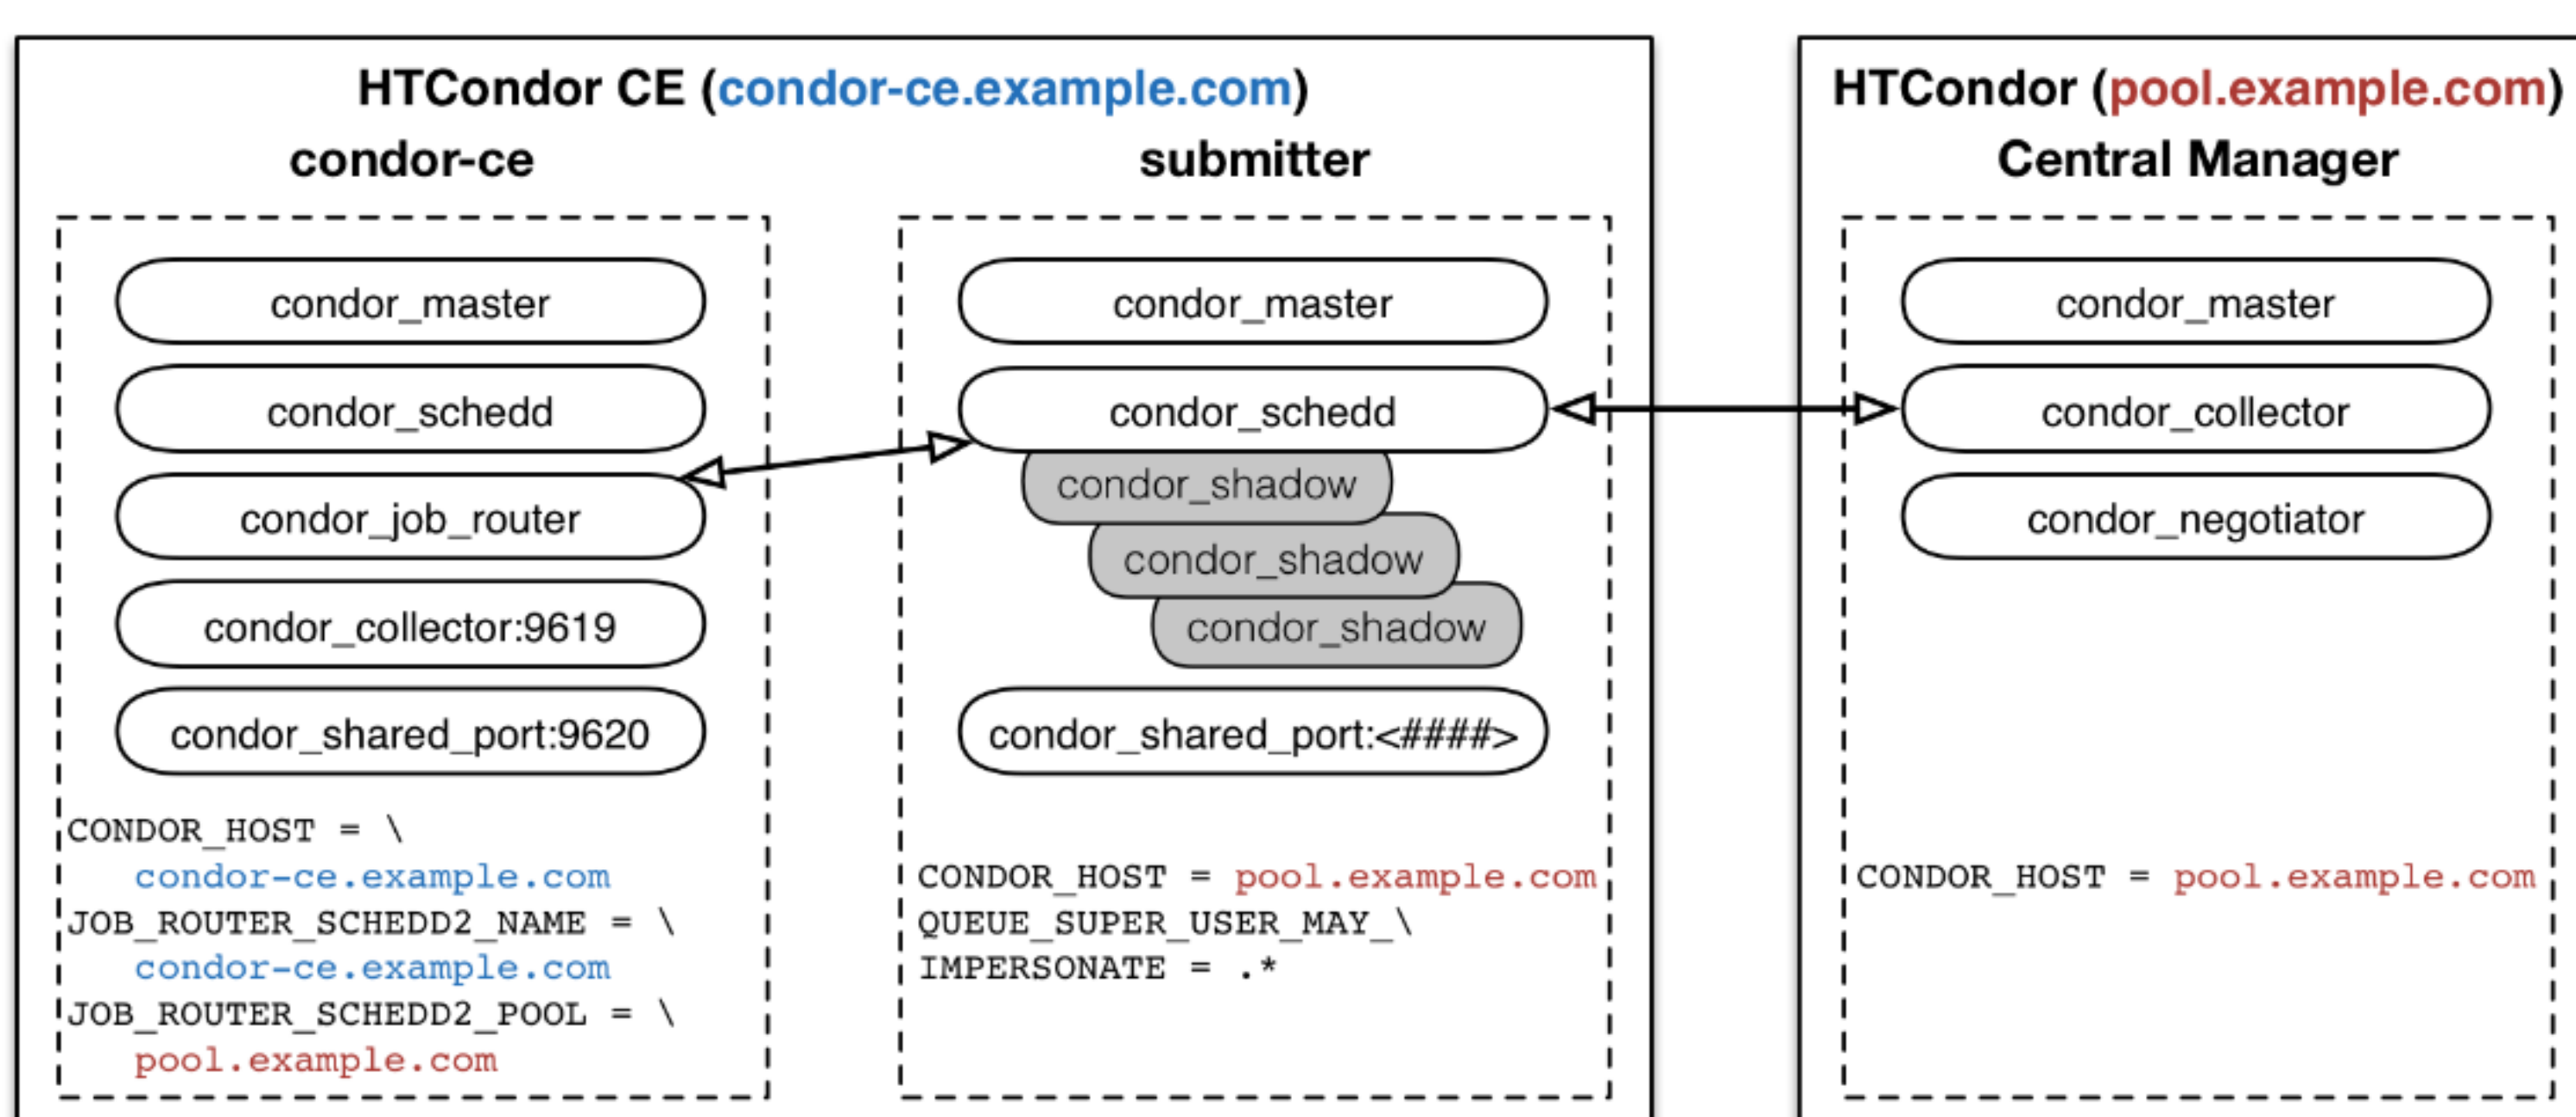 HTCondor CE (condor-ce.example.com)
condor-ce
condor_master
condor_schedd
condor_job_router
condor_collector:9619
condor_shared_port:9620
CONDOR_HOST = \
condor-ce.example.com
JOB_ROUTER_SCHEDD2_NAME = \
condor-ce.example.com
JOB_ROUTER_SCHEDD2_POOL = \
pool.example.com
submitter
condor_master
condor_schedd
condor_shadow
condor_shadow
condor_shadow
condor_shared_port:<####>
CONDOR_HOST = pool.example.com
QUEUE_SUPER_USER_MAY_\
IMPERSONATE = .*
HTCondor (pool.example.com)
Central Manager
condor_master
condor_collector
condor_negotiator
CONDOR_HOST = pool.example.com